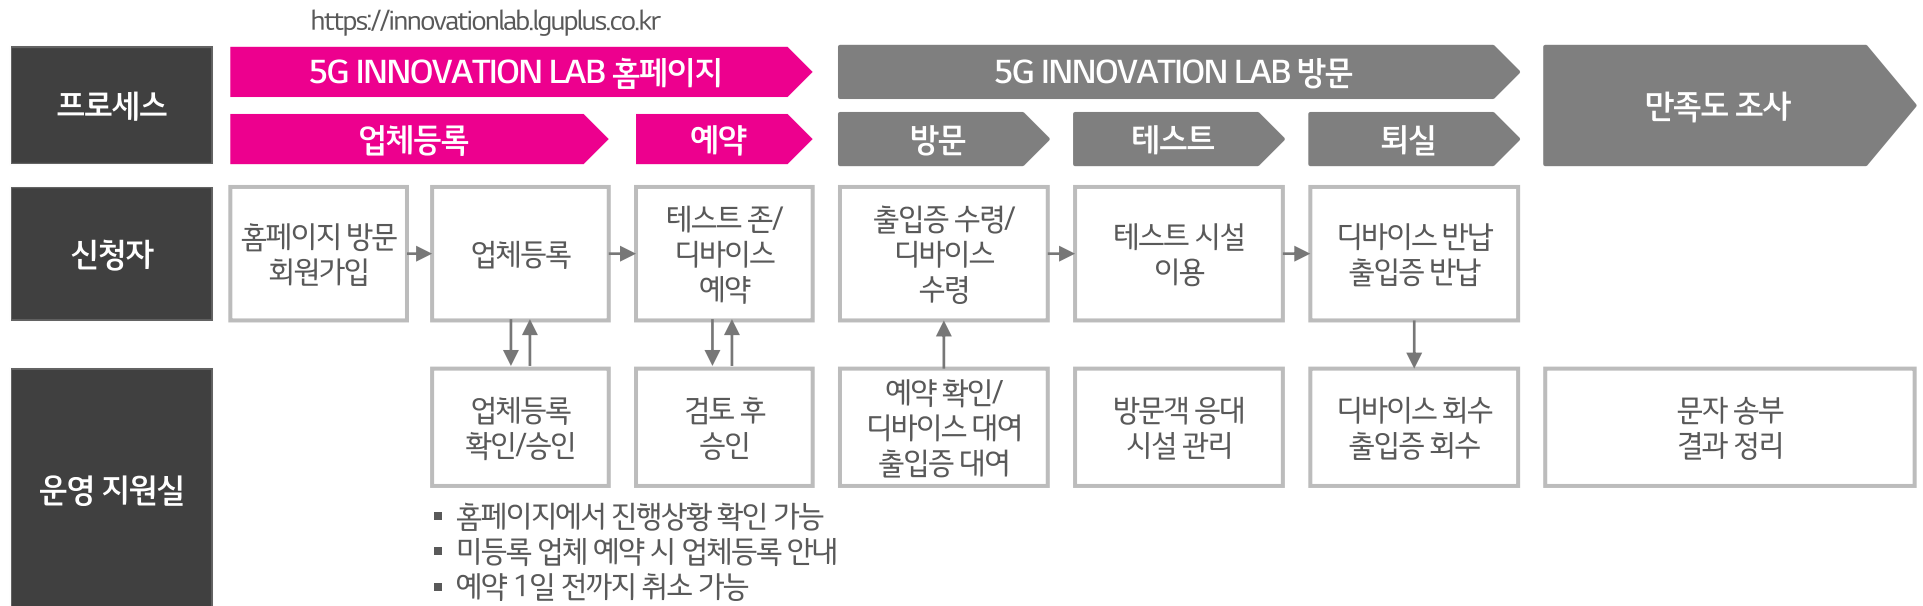 https://innovationlab.lguplus.co.kr
프로세스
5G INNOVATION LAB 홈페이지
5G INNOVATION LAB 방문
만족도 조사
업체등록
예약
방문
테스트
퇴실
신청자
홈페이지 방문
회원가입
업체등록
테스트 존/
디바이스
예약
출입증 수령/
디바이스
수령
테스트 시설
이용
디바이스 반납
출입증 반납
운영 지원실
업체등록
확인/승인
검토 후
승인
예약 확인/
디바이스 대여
출입증 대여
방문객 응대
시설 관리
디바이스 회수
출입증 회수
문자 송부
결과 정리
▪ 홈페이지에서 진행상황 확인 가능
▪ 미등록 업체 예약 시 업체등록 안내
▪ 예약 1일 전까지 취소 가능